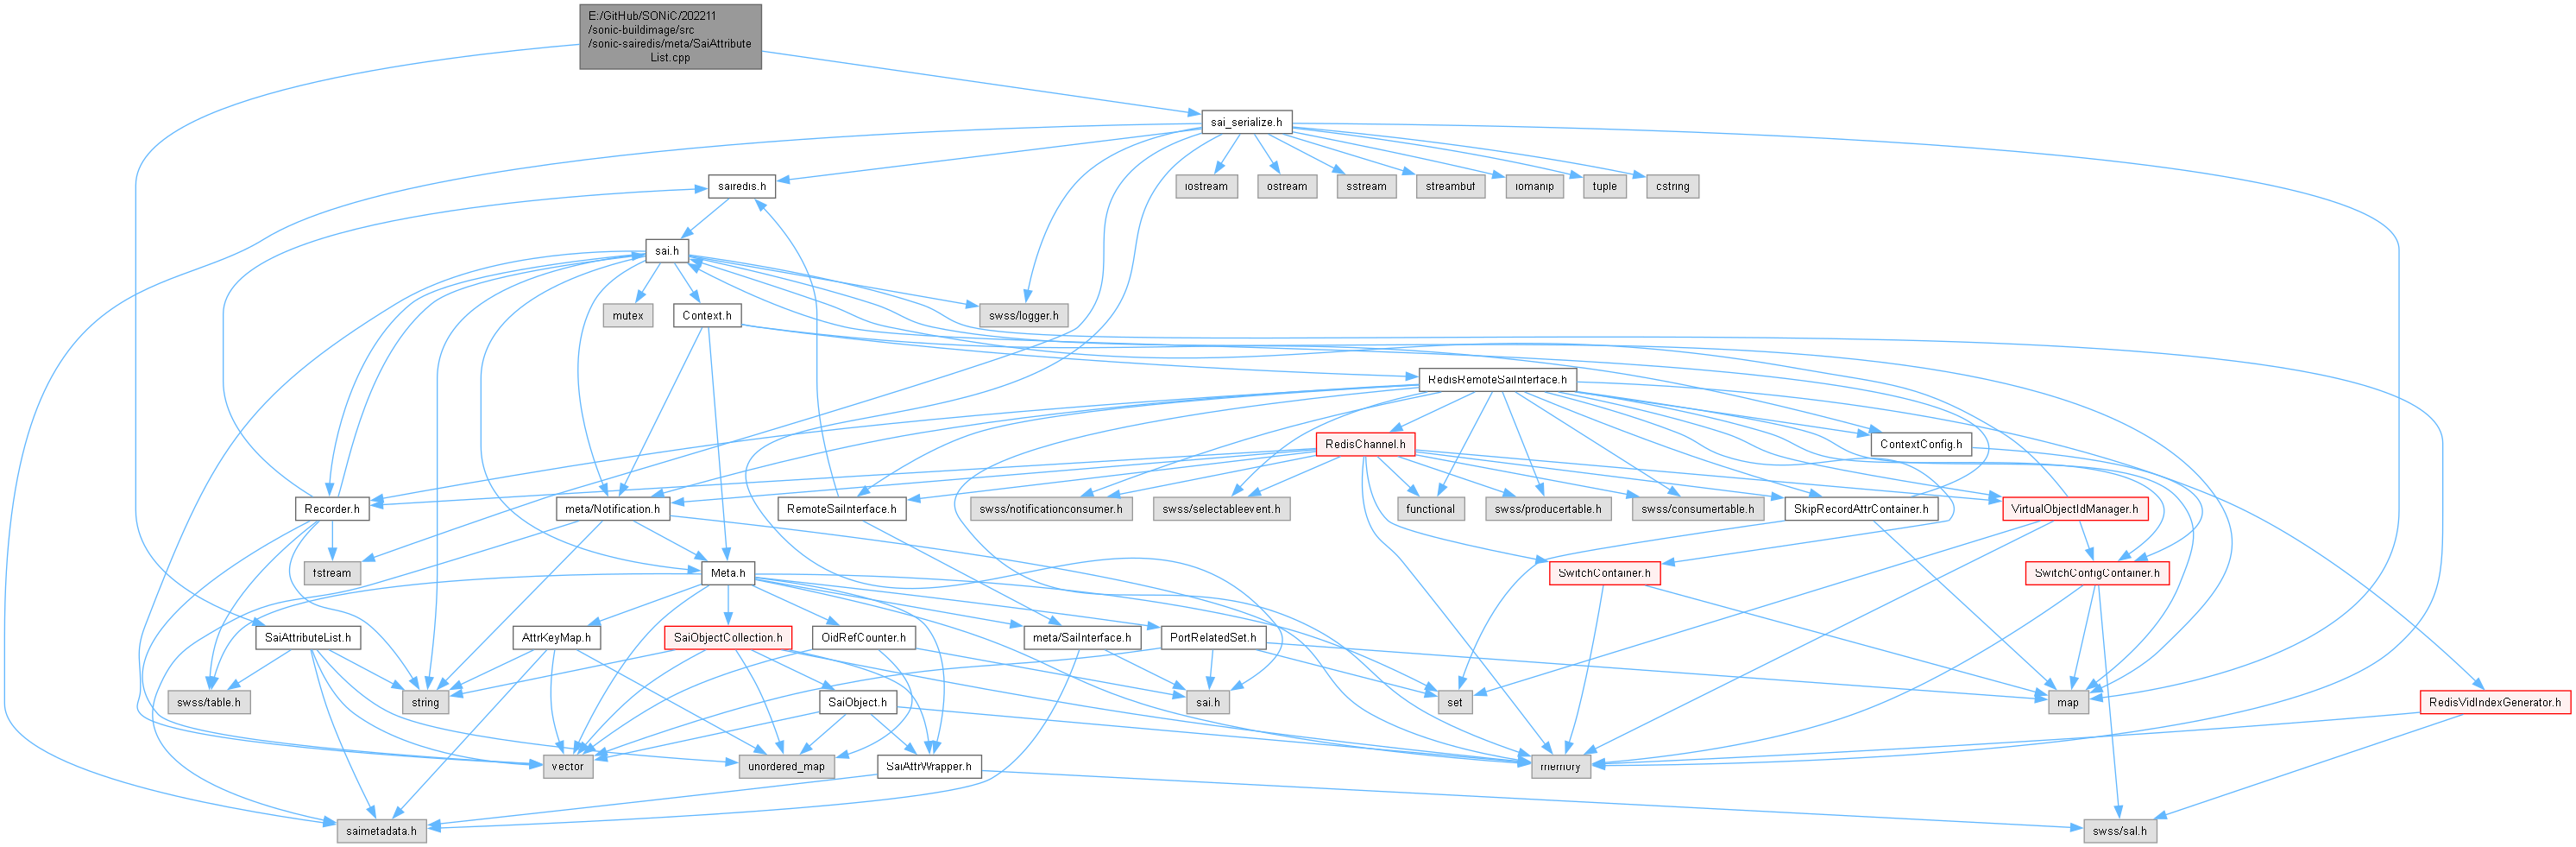 E:/GitHub/SONiC/202211
/sonic-buildimage/src
/sonic-sairedis/meta/SaiAttribute
List.cpp
sai_serialize.h
sairedis.h
iostream
ostream
sstream
streambuf
iomanip
tuple
cstring
sai.h
mutex
Context.h
swss/logger.h
RedisRemoteSaiInterface.h
RedisChannel.h
ContextConfig.h
Recorder.h
meta/Notification.h
RemoteSaiInterface.h
swss/notificationconsumer.h
swss/selectableevent.h
functional
swss/producertable.h
swss/consumertable.h
SkipRecordAttrContainer.h
VirtualObjectIdManager.h
fstream
Meta.h
SwitchContainer.h
SwitchConfigContainer.h
SaiAttributeList.h
AttrKeyMap.h
SaiObjectCollection.h
OidRefCounter.h
meta/SaiInterface.h
PortRelatedSet.h
swss/table.h
string
SaiObject.h
sai.h
set
map
RedisVidIndexGenerator.h
vector
unordered_map
SaiAttrWrapper.h
memory
saimetadata.h
swss/sal.h